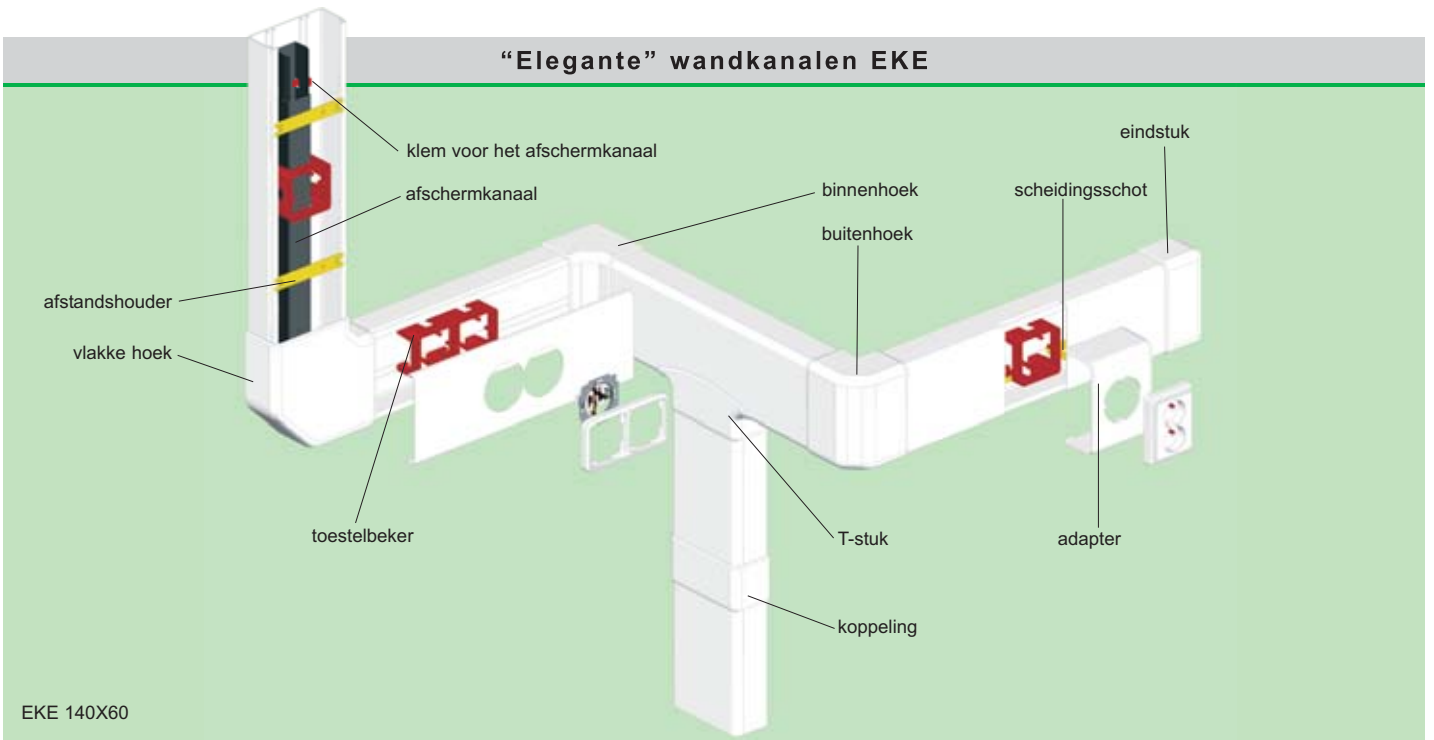 “Elegante” wandkanalen EKE
eindstuk
klem voor het afschermkanaal
binnenhoek
scheidingsschot
afschermkanaal
buitenhoek
afstandshouder
vlakke hoek
toestelbeker
T-stuk
adapter
koppeling
EKE 140X60